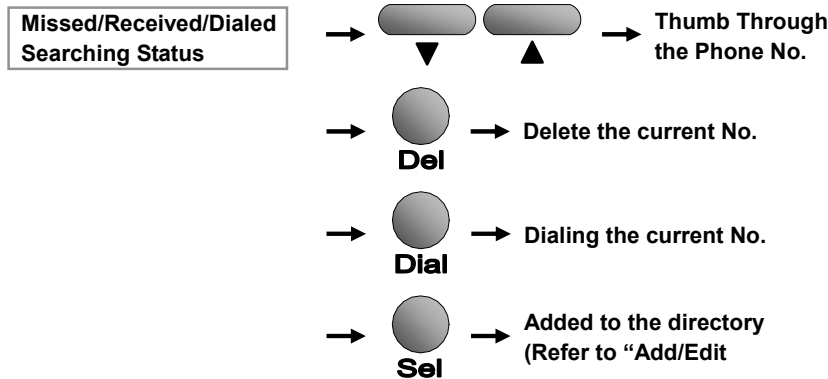 Missed/Received/Dialed
Searching Status
Thumb Through
the Phone No.
Del
Delete the current No.
Dial
Dialing the current No.
Sel
Added to the directory
(Refer to “Add/Edit